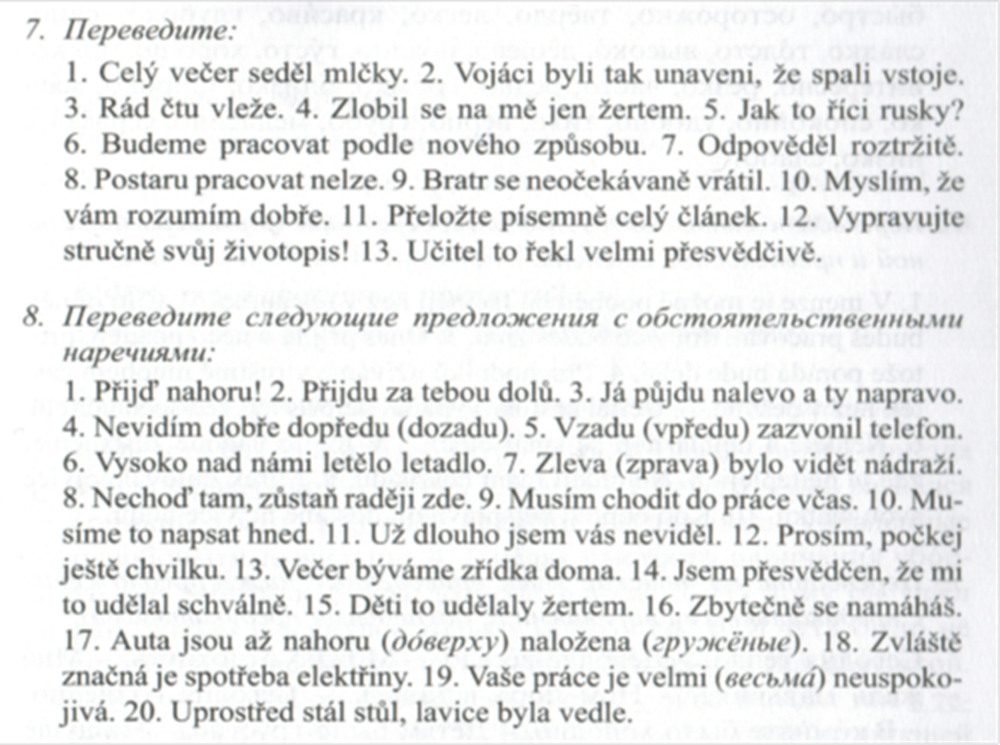 7. Переведите:
1. Celý večer seděl mlčky. 2. Vojáci byli tak unaveni, že spali vstoje.
3. Rád čtu vleže. 4. Zlobil se na mě jen žertem. 5. Jak to říci rusky?
6. Budeme pracovat podle nového způsobu. 7. Odpověděl roztržitě.
8. Postaru pracovat nelze. 9. Bratr se neočekávaně vrátil. 10. Myslím, že
vám rozumím dobře. 11. Přeložte písemně celý článek. 12. Vypravujte
stručně svůj životopis! 13. Učitel to řekl velmi přesvědčivě.
8. Переведите следующие предложения с обстоятельственными
наречиями:
1. Přijď nahoru! 2. Přijdu za tebou dolů. 3. Já půjdu nalevo a ty napravo.
4. Nevidím dobře dopředu (dozadu). 5. Vzadu (vpředu) zazvonil telefon.
6. Vysoko nad námi letělo letadlo. 7. Zleva (zprava) bylo vidět nádraží.
8. Nechoď tam, zůstaň raději zde. 9. Musím chodit do práce včas. 10. Mu-
síme to napsat hned. 11. Už dlouho jsem vás neviděl. 12. Prosím, počkej
ještě chvilku. 13. Večer býváme zřídka doma. 14. Jsem přesvědčen, že mi
to udělal schválně. 15. Děti to udělaly žertem. 16. Zbytečně se namáháš.
17. Auta jsou až nahoru (до́верху) naložena (гружёные). 18. Zvláště
značná je spotřeba elektřiny. 19. Vaše práce je velmi (весьма́) neuspoko-
jivá. 20. Uprostřed stál stůl, lavice byla vedle.